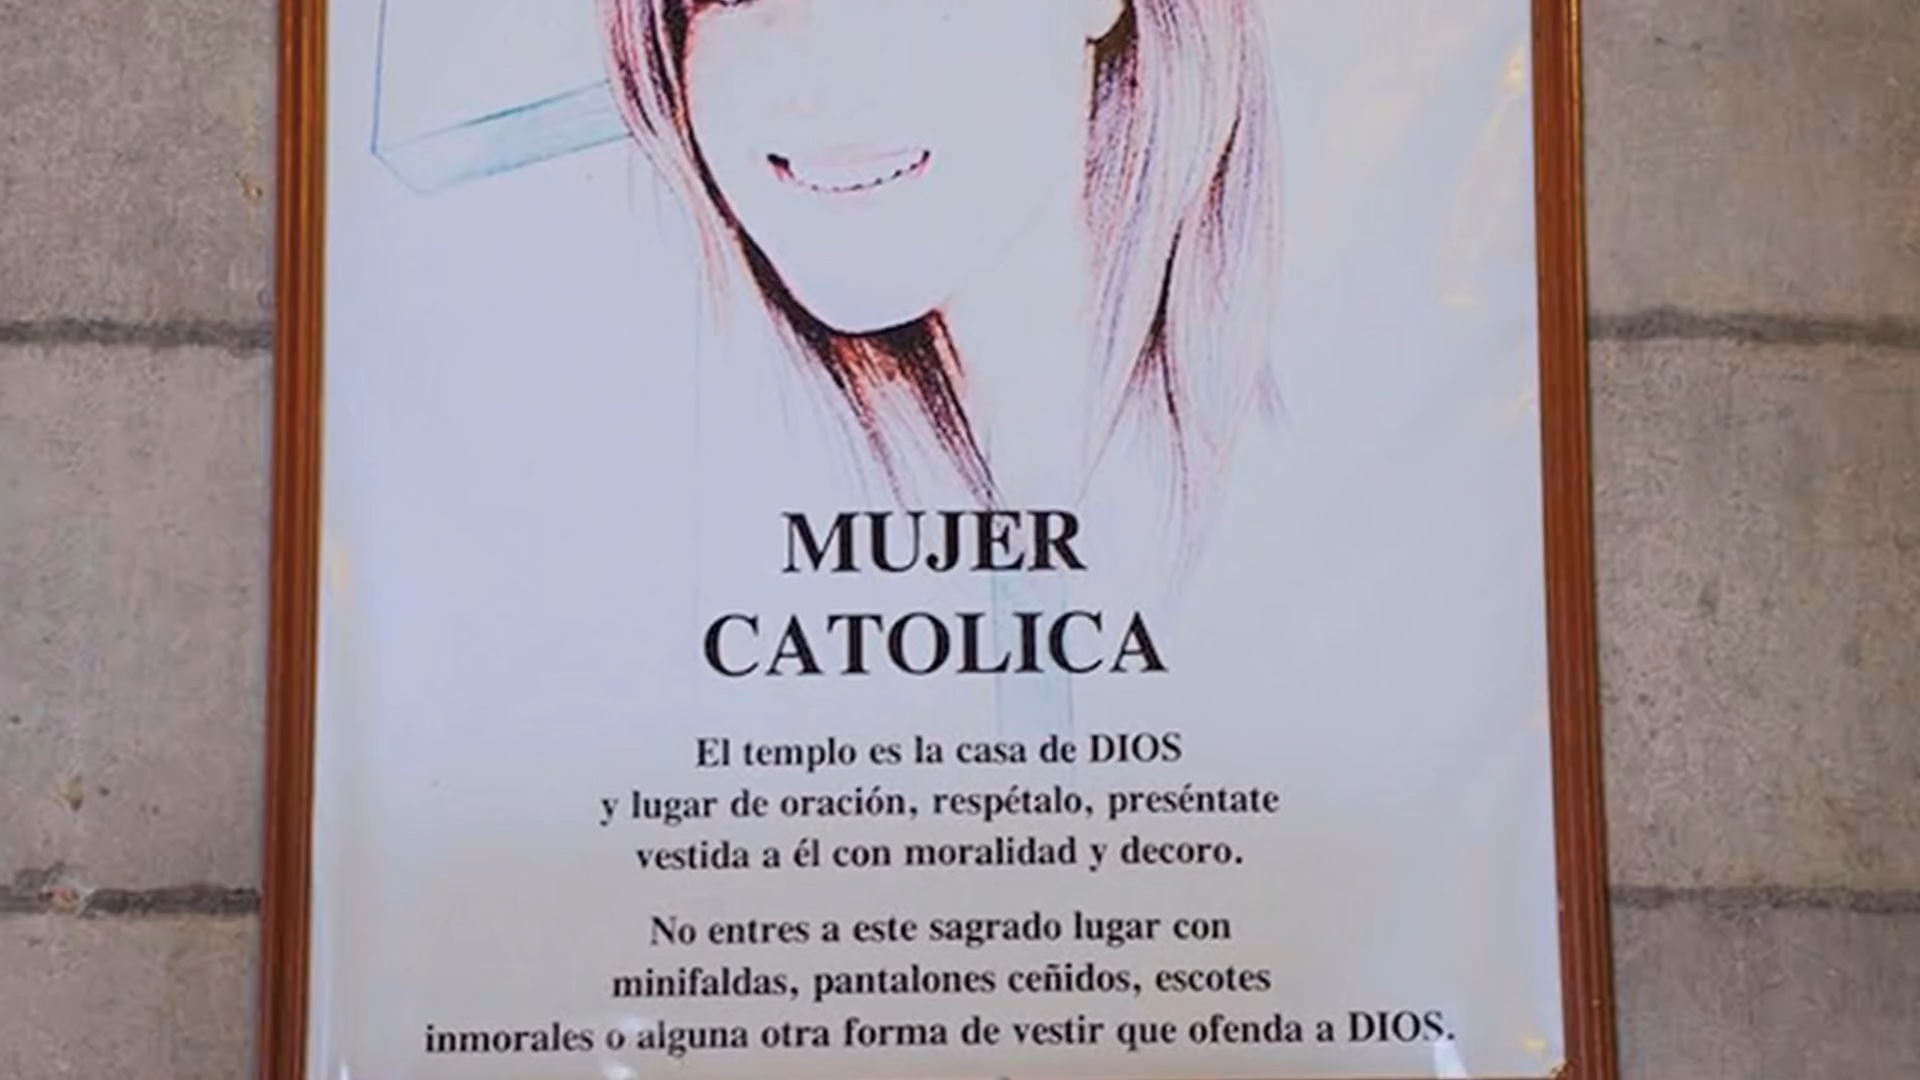 MUJER
CATOLICA
El templo es la casa de DIOS
y lugar de oración, respétalo, preséntate
vestida a él con moralidad y decoro.
No entres a este sagrado lugar con
minifaldas, pantalones ceñidos, escotes
inmorales o alguna otra forma de vestir que ofenda a DIOS.